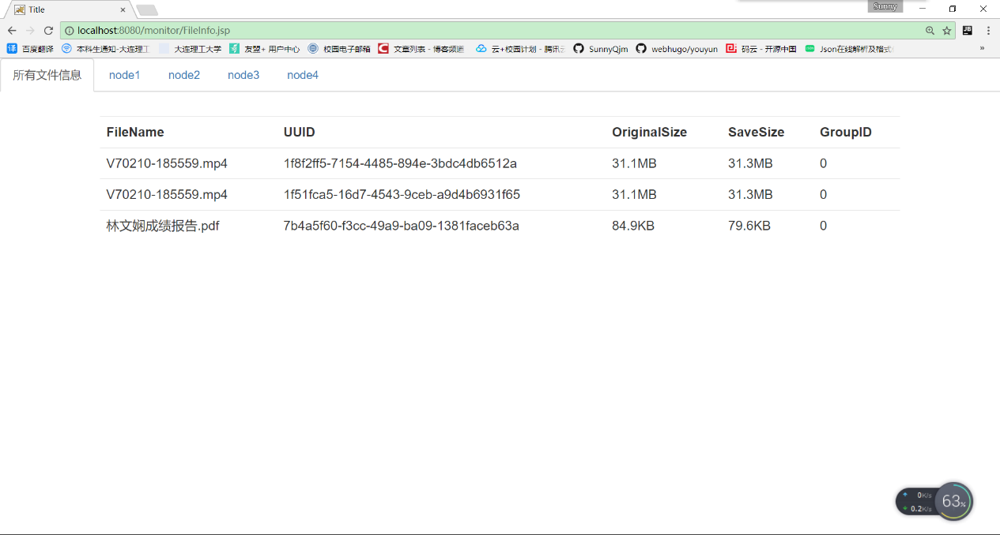 Title
Sunny
localhost:8080/monitor/FileInfo.jsp
译 百度翻译 本科生通知-大连理工 大连理工大学 友盟+ 用户中心 校园电子邮箱 文章列表 - 博客频道 云+校园计划 - 腾讯云 SunnyQjm webhugo/youyun 码云 - 开源中国 Json在线解析及格式 »
所有文件信息 node1 node2 node3 node4
FileName UUID OriginalSize SaveSize GroupID
V70210-185559.mp4 1f8f2ff5-7154-4485-894e-3bdc4db6512a 31.1MB 31.3MB 0
V70210-185559.mp4 1f51fca5-16d7-4543-9ceb-a9d4b6931f65 31.1MB 31.3MB 0
林文娴成绩报告.pdf 7b4a5f60-f3cc-49a9-ba09-1381faceb63a 84.9KB 79.6KB 0
0K/s
63%
0.2K/s